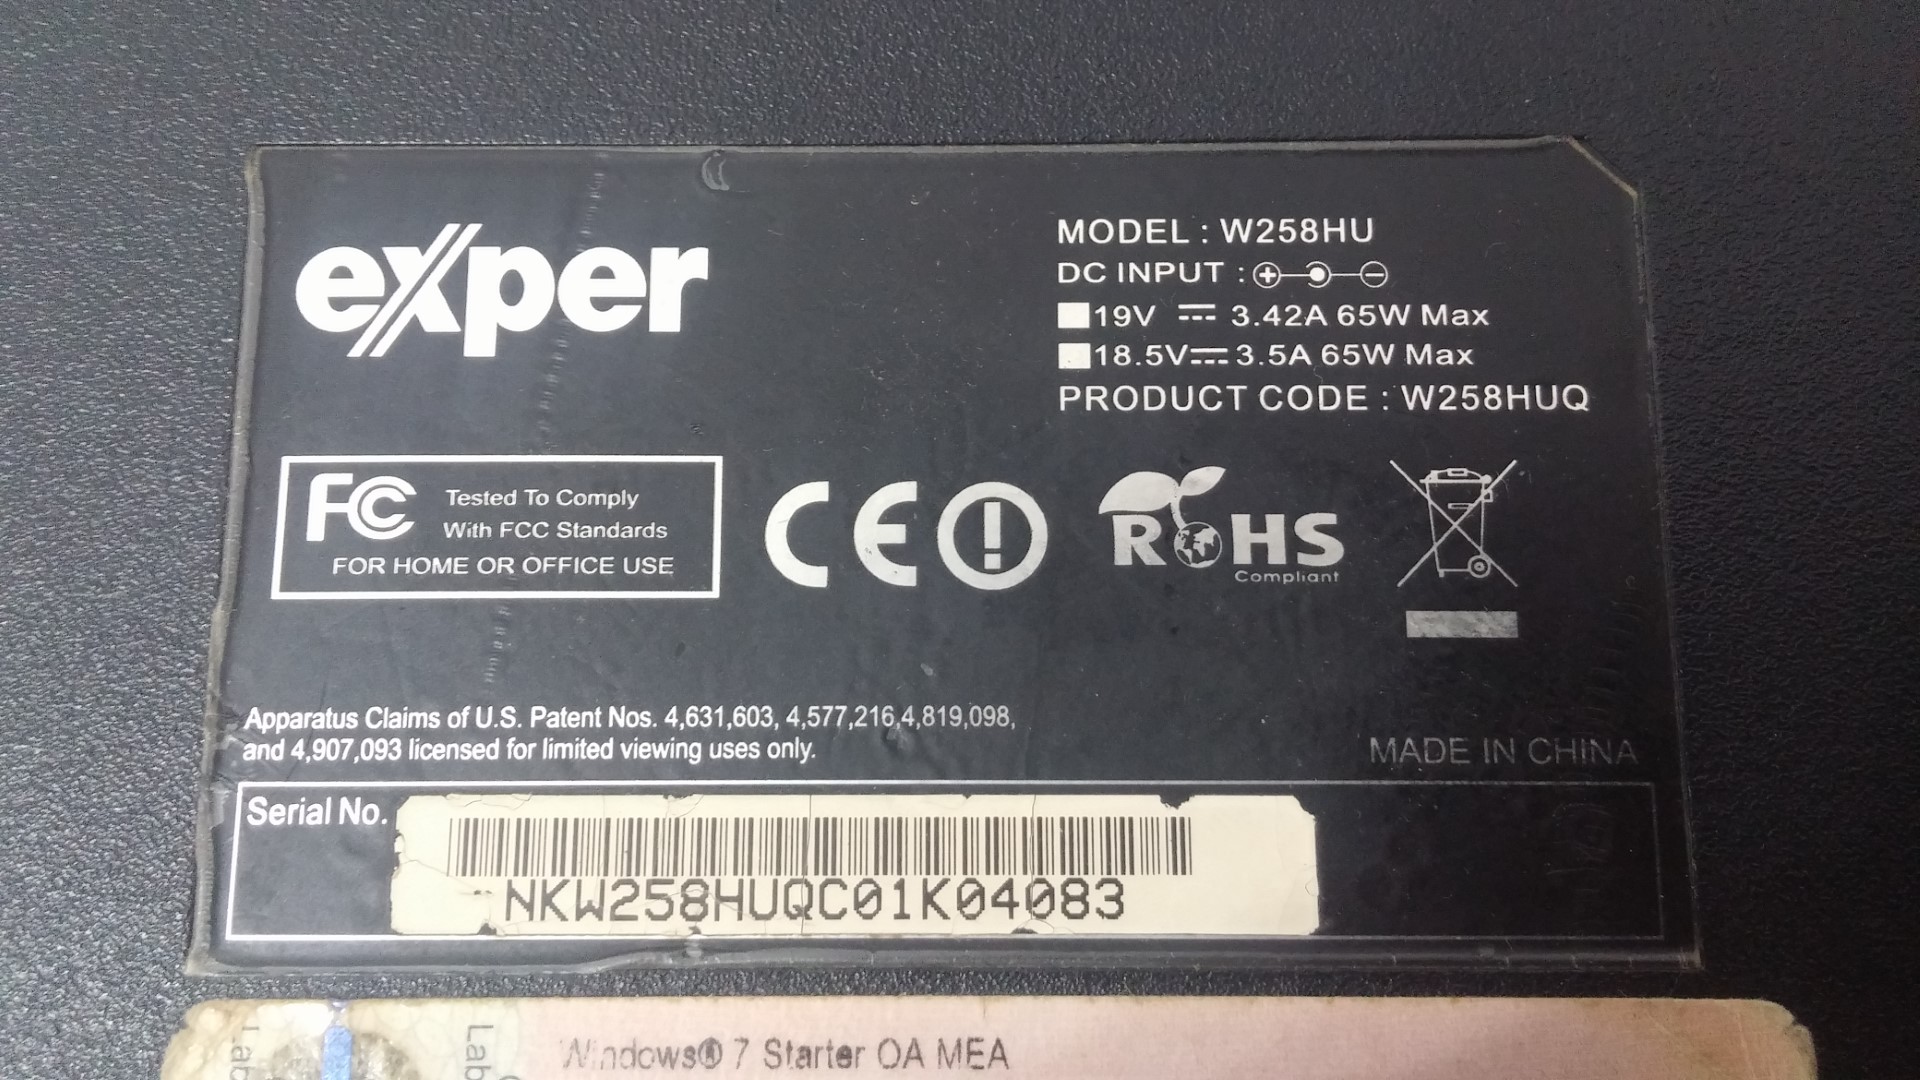 exper
MODEL : W258HU
DC INPUT :
19V 3.42A 65W Max
18.5V 3.5A 65W Max
PRODUCT CODE : W258HUQ
FC Tested To Comply
With FCC Standards
FOR HOME OR OFFICE USE
CE
ROHS
Compliant
Apparatus Claims of U.S. Patent Nos. 4,631,603, 4,577,216,4,819,098,
and 4,907,093 licensed for limited viewing uses only.
MADE IN CHINA
Serial No.
NKW258HUQC01K04083
Windows® 7 Starter OA MEA